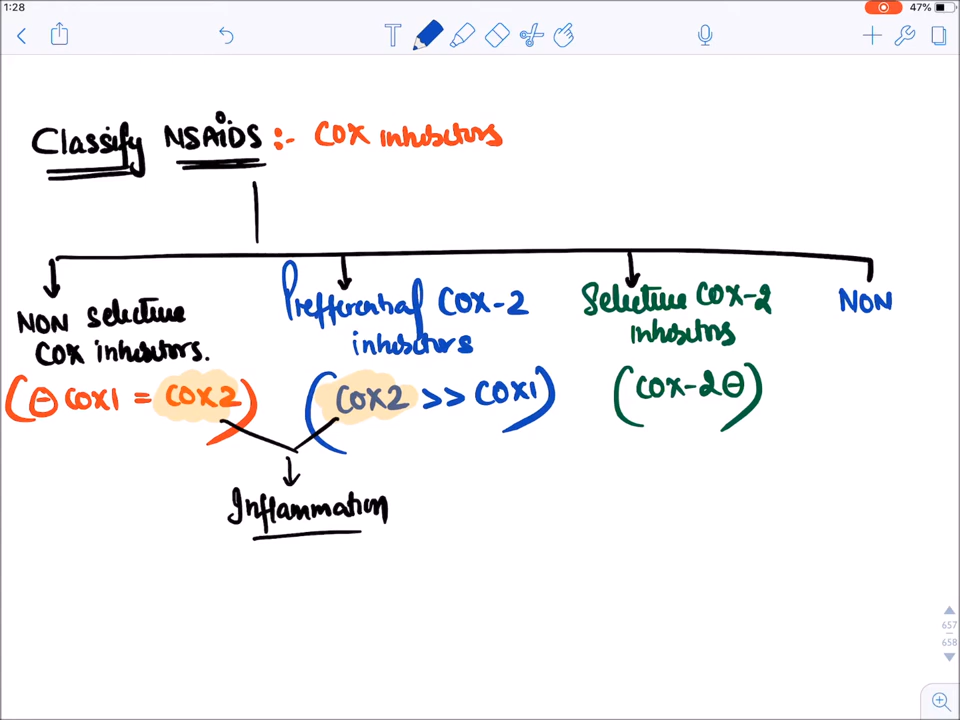 1:28
47%
T
Classify NSAiDS :- COX inhibitors
NON selective
COX inhibitors.
(⊖ COX1 = COX2)
Prefferential COX-2
inhibitors
(COX2 >> COX1)
Selective COX-2
inhibitors
(COX-2⊖)
NON
Inflammation
657
658